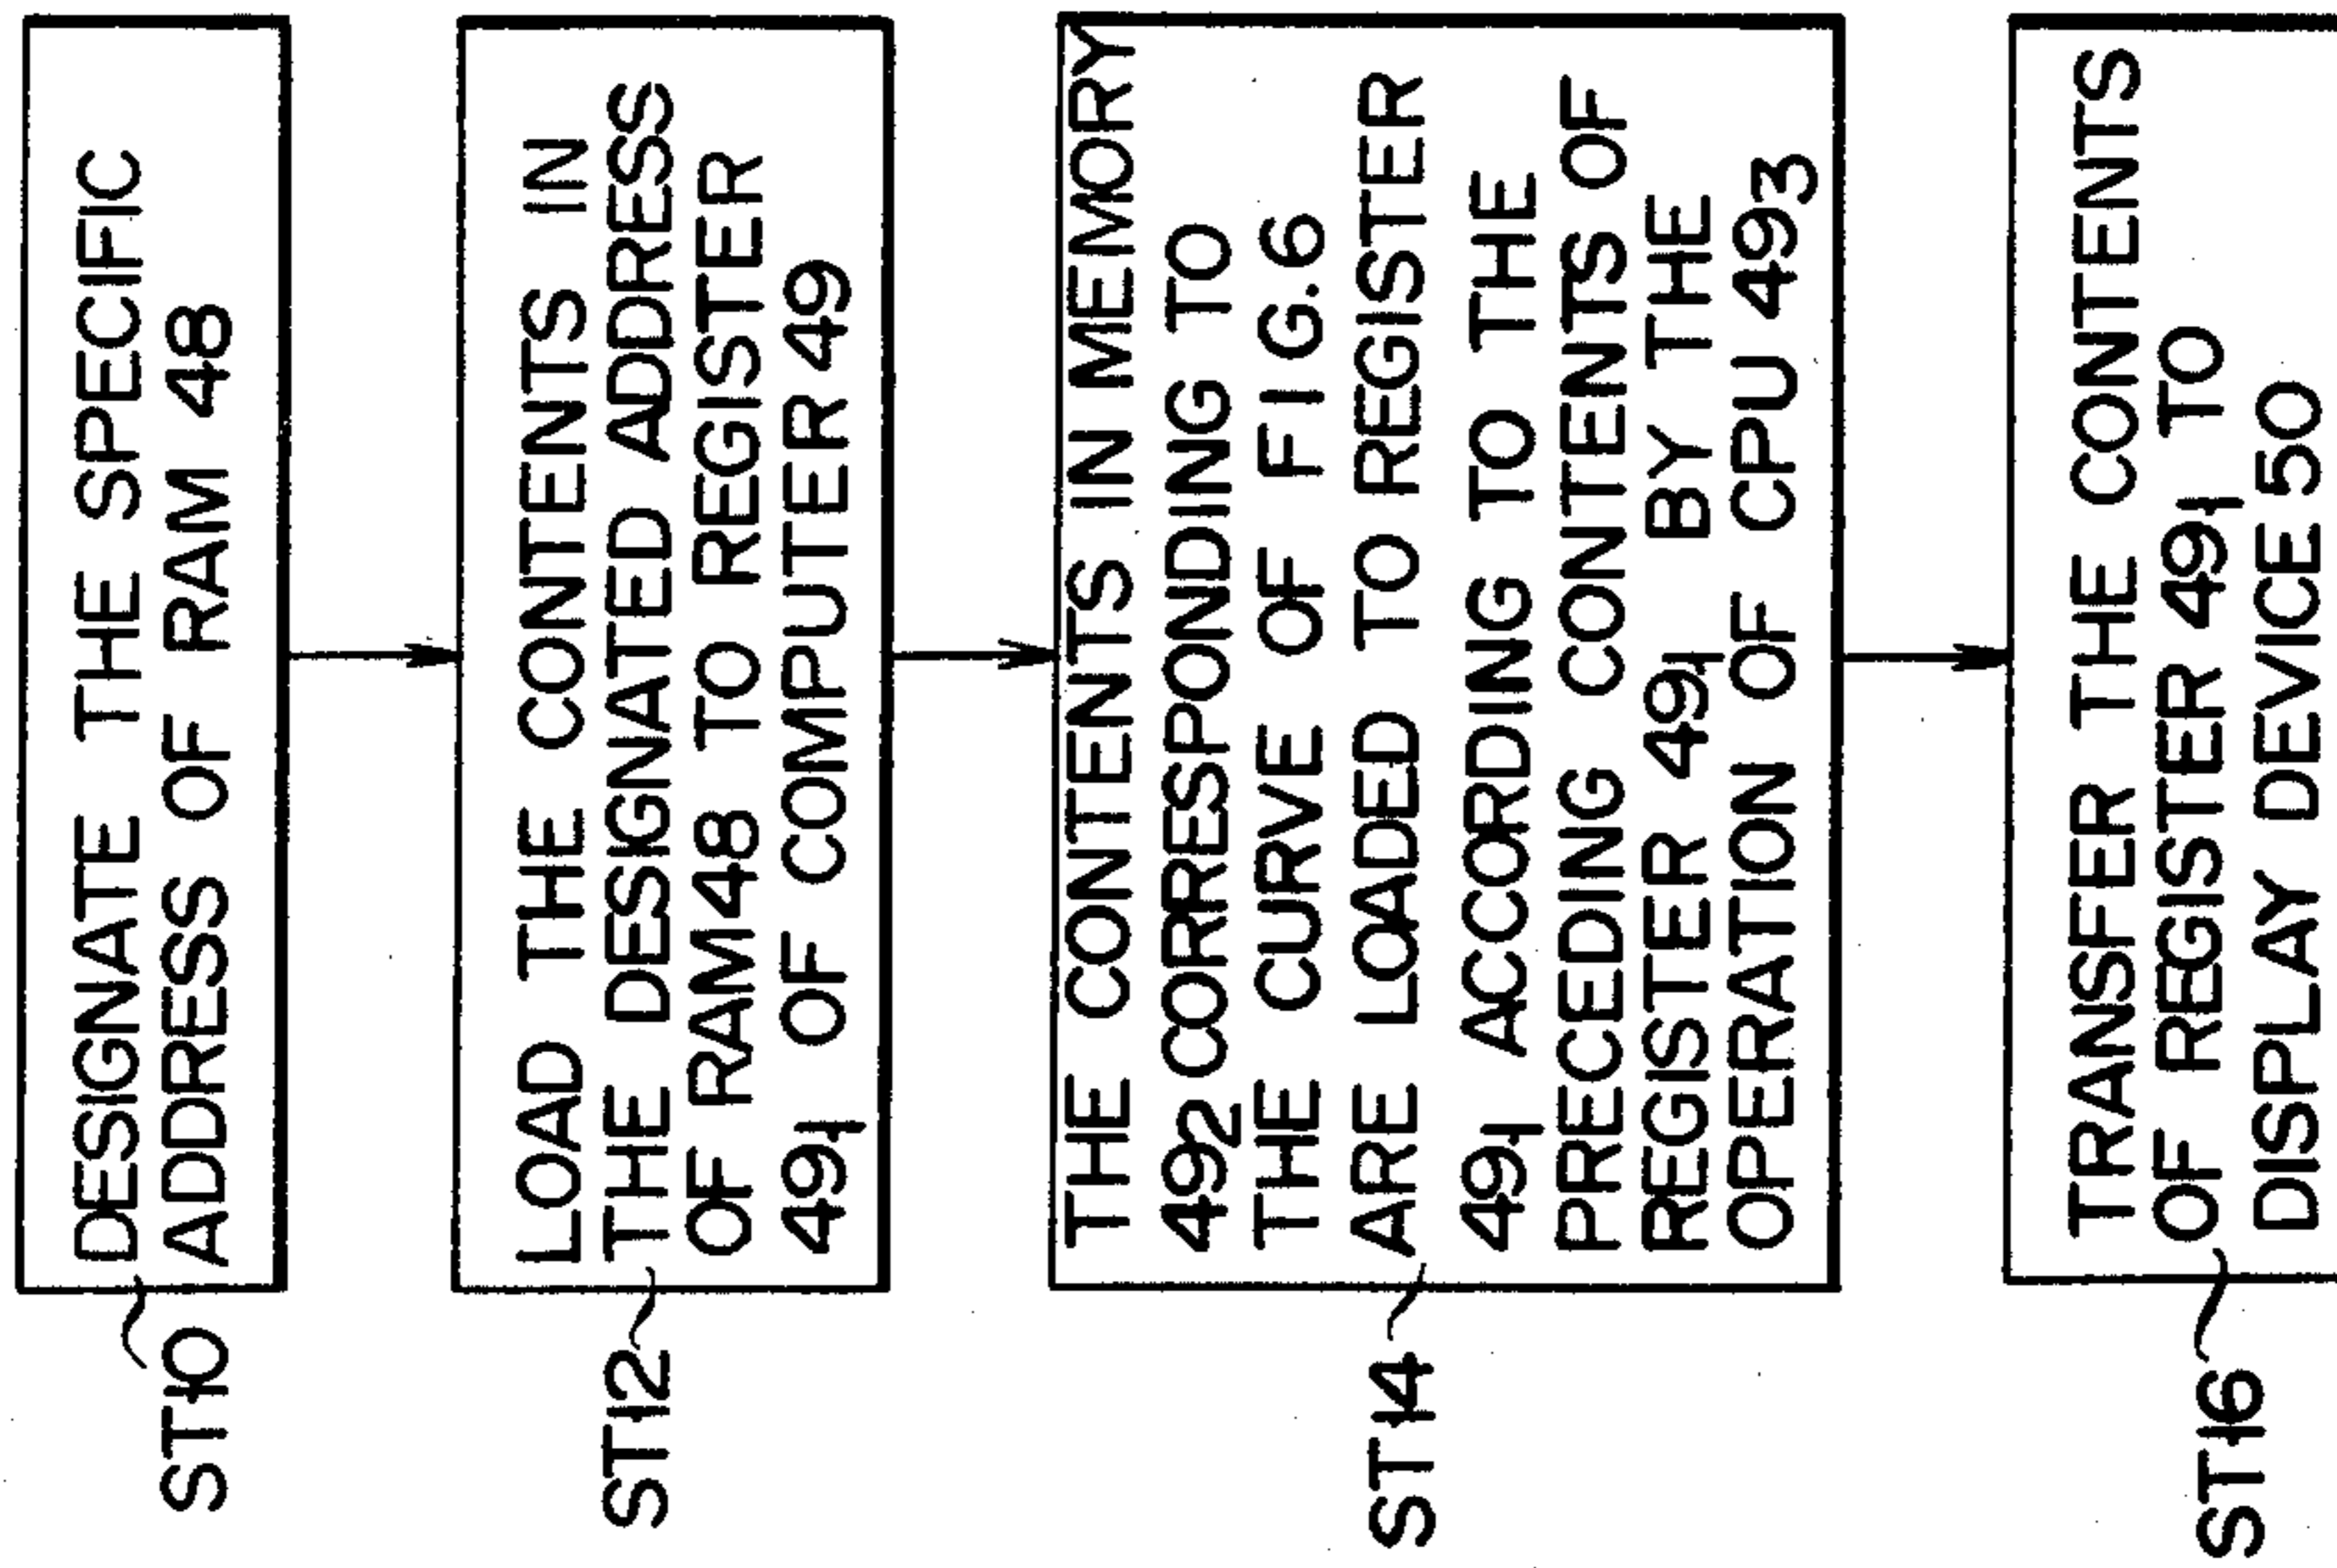 DESIGNATE THE SPECIFIC
ADDRESS OF RAM 48
ST10
LOAD THE CONTENTS IN
THE DESIGNATED ADDRESS
OF RAM48 TO REGISTER
49₁ OF COMPUTER 49
ST12
THE CONTENTS IN MEMORY
49₂ CORRESPONDING TO
THE CURVE OF FIG.6
ARE LOADED TO REGISTER
49₁ ACCORDING TO THE
PRECEDING CONTENTS OF
REGISTER 49₁ BY THE
OPERATION OF CPU 49₃
ST14
TRANSFER THE CONTENTS
OF REGISTER 49₁ TO
DISPLAY DEVICE 50
ST16